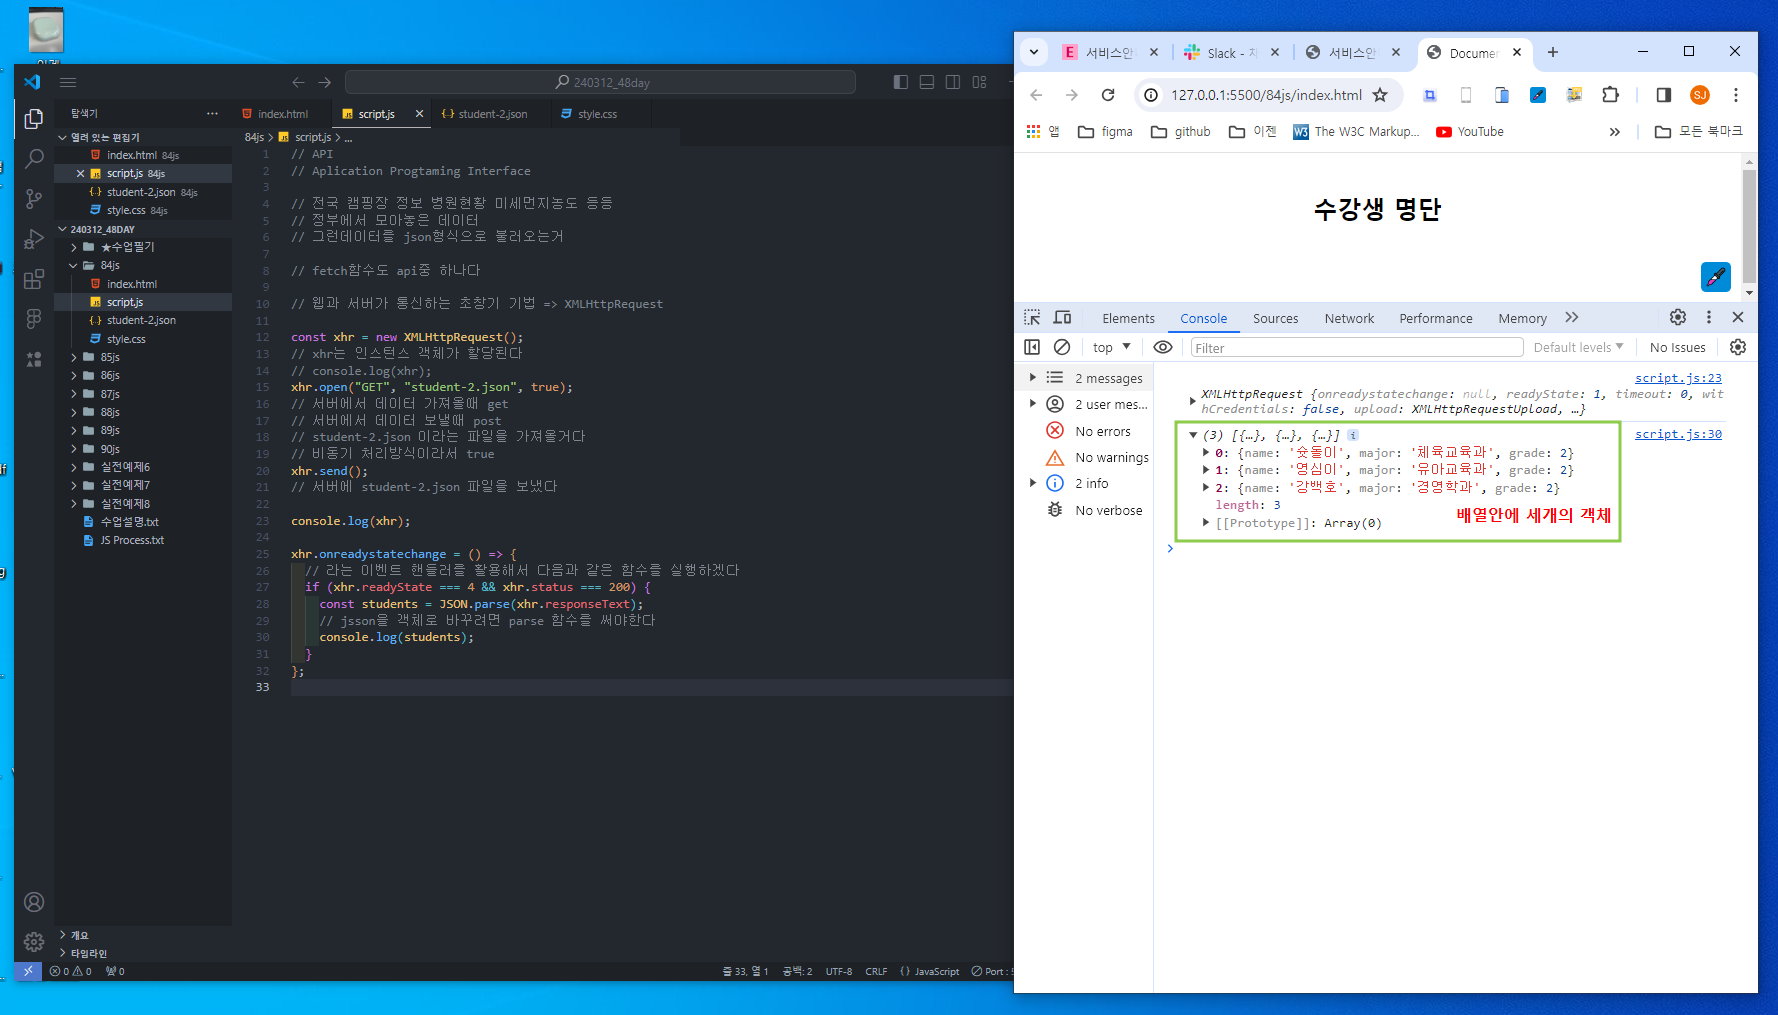 240312_48day
탐색기
열려 있는 편집기
index.html 84js
script.js 84js
student-2.json 84js
style.css 84js
240312_48DAY
★수업필기
84js
index.html
script.js
student-2.json
style.css
85js
86js
87js
88js
89js
90js
실전예제6
실전예제7
실전예제8
수업설명.txt
JS Process.txt
개요
타임라인
index.html
script.js
student-2.json
style.css
84js > script.js > ...
1 // API
2 // Aplication Progtaming Interface
3
4 // 전국 캠핑장 정보 병원현황 미세먼지농도 등등
5 // 정부에서 모아놓은 데이터
6 // 그런데이터를 json형식으로 불러오는거
7
8 // fetch함수도 api중 하나다
9
10 // 웹과 서버가 통신하는 초창기 기법 => XMLHttpRequest
11
12 const xhr = new XMLHttpRequest();
13 // xhr는 인스턴스 객체가 할당된다
14 // console.log(xhr);
15 xhr.open("GET", "student-2.json", true);
16 // 서버에서 데이터 가져올때 get
17 // 서버에서 데이터 보낼때 post
18 // student-2.json 이라는 파일을 가져올거다
19 // 비동기 처리방식이라서 true
20 xhr.send();
21 // 서버에 student-2.json 파일을 보냈다
22
23 console.log(xhr);
24
25 xhr.onreadystatechange = () => {
26 // 라는 이벤트 핸들러를 활용해서 다음과 같은 함수를 실행하겠다
27 if (xhr.readyState === 4 && xhr.status === 200) {
28 const students = JSON.parse(xhr.responseText);
29 // jsson을 객체로 바꾸려면 parse 함수를 써야한다
30 console.log(students);
31 }
32 };
33
0 0 0
줄 33, 열 1 공백: 2 UTF-8 CRLF {} JavaScript Port :
서비스안 Slack - 서비스안 Documen
127.0.0.1:5500/84js/index.html SJ
앱 figma github 이젠 The W3C Markup... YouTube 모든 북마크
수강생 명단
Elements Console Sources Network Performance Memory
top Filter Default levels No Issues
2 messages
2 user mes...
No errors
No warnings
2 info
No verbose
script.js:23
XMLHttpRequest {onreadystatechange: null, readyState: 1, timeout: 0, wit
hCredentials: false, upload: XMLHttpRequestUpload, …}
(3) [{…}, {…}, {…}] script.js:30
0: {name: '슛돌이', major: '체육교육과', grade: 2}
1: {name: '영심이', major: '유아교육과', grade: 2}
2: {name: '강백호', major: '경영학과', grade: 2}
length: 3
[[Prototype]]: Array(0)
배열안에 세개의 객체